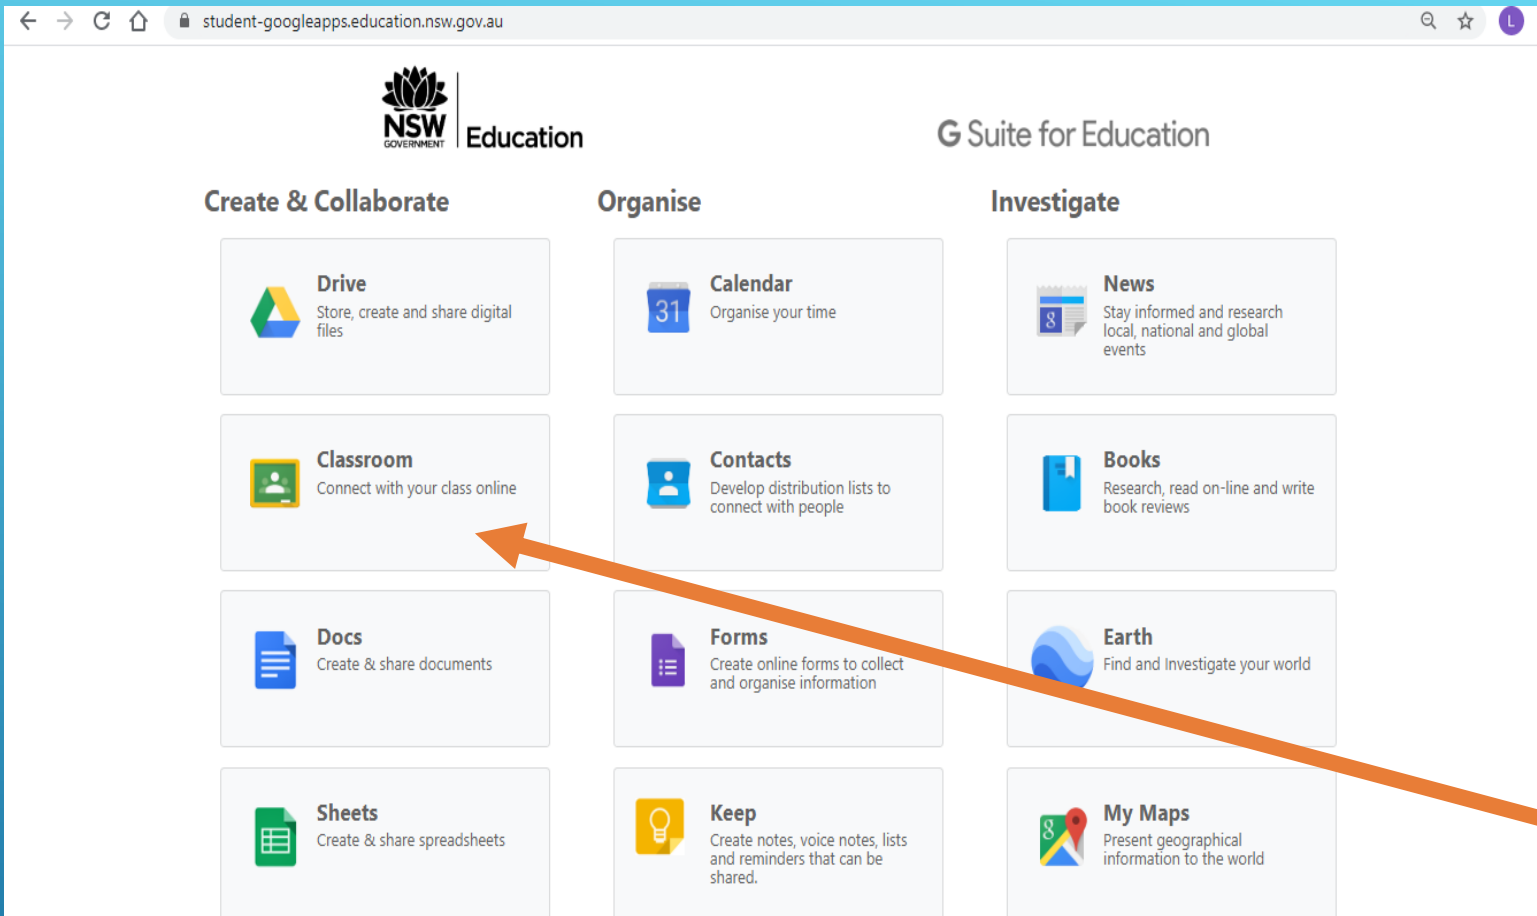 student-googleapps.education.nsw.gov.au
L
NSW
GOVERNMENT
Education
G Suite for Education
Create & Collaborate
Organise
Investigate
Drive
Store, create and share digital
files
31
Calendar
Organise your time
8
News
Stay informed and research
local, national and global
events
Classroom
Connect with your class online
Contacts
Develop distribution lists to
connect with people
Books
Research, read on-line and write
book reviews
Docs
Create & share documents
Forms
Create online forms to collect
and organise information
Earth
Find and Investigate your world
Sheets
Create & share spreadsheets
Keep
Create notes, voice notes, lists
and reminders that can be
shared.
8
My Maps
Present geographical
information to the world